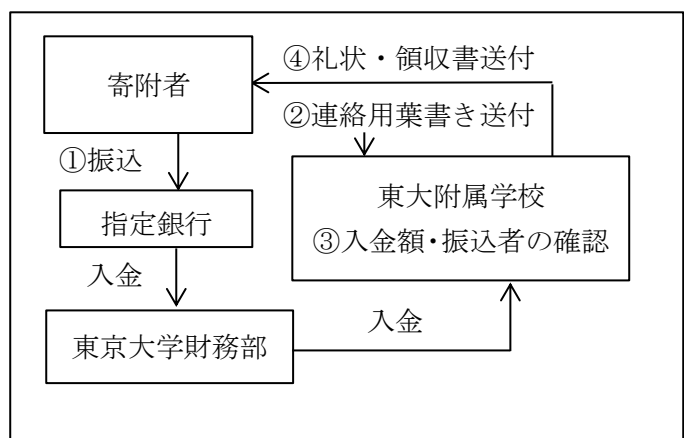 寄附者
④礼状・領収書送付
②連絡用葉書き送付
①振込
指定銀行
東大附属学校
③入金額・振込者の確認
入金
東京大学財務部
入金